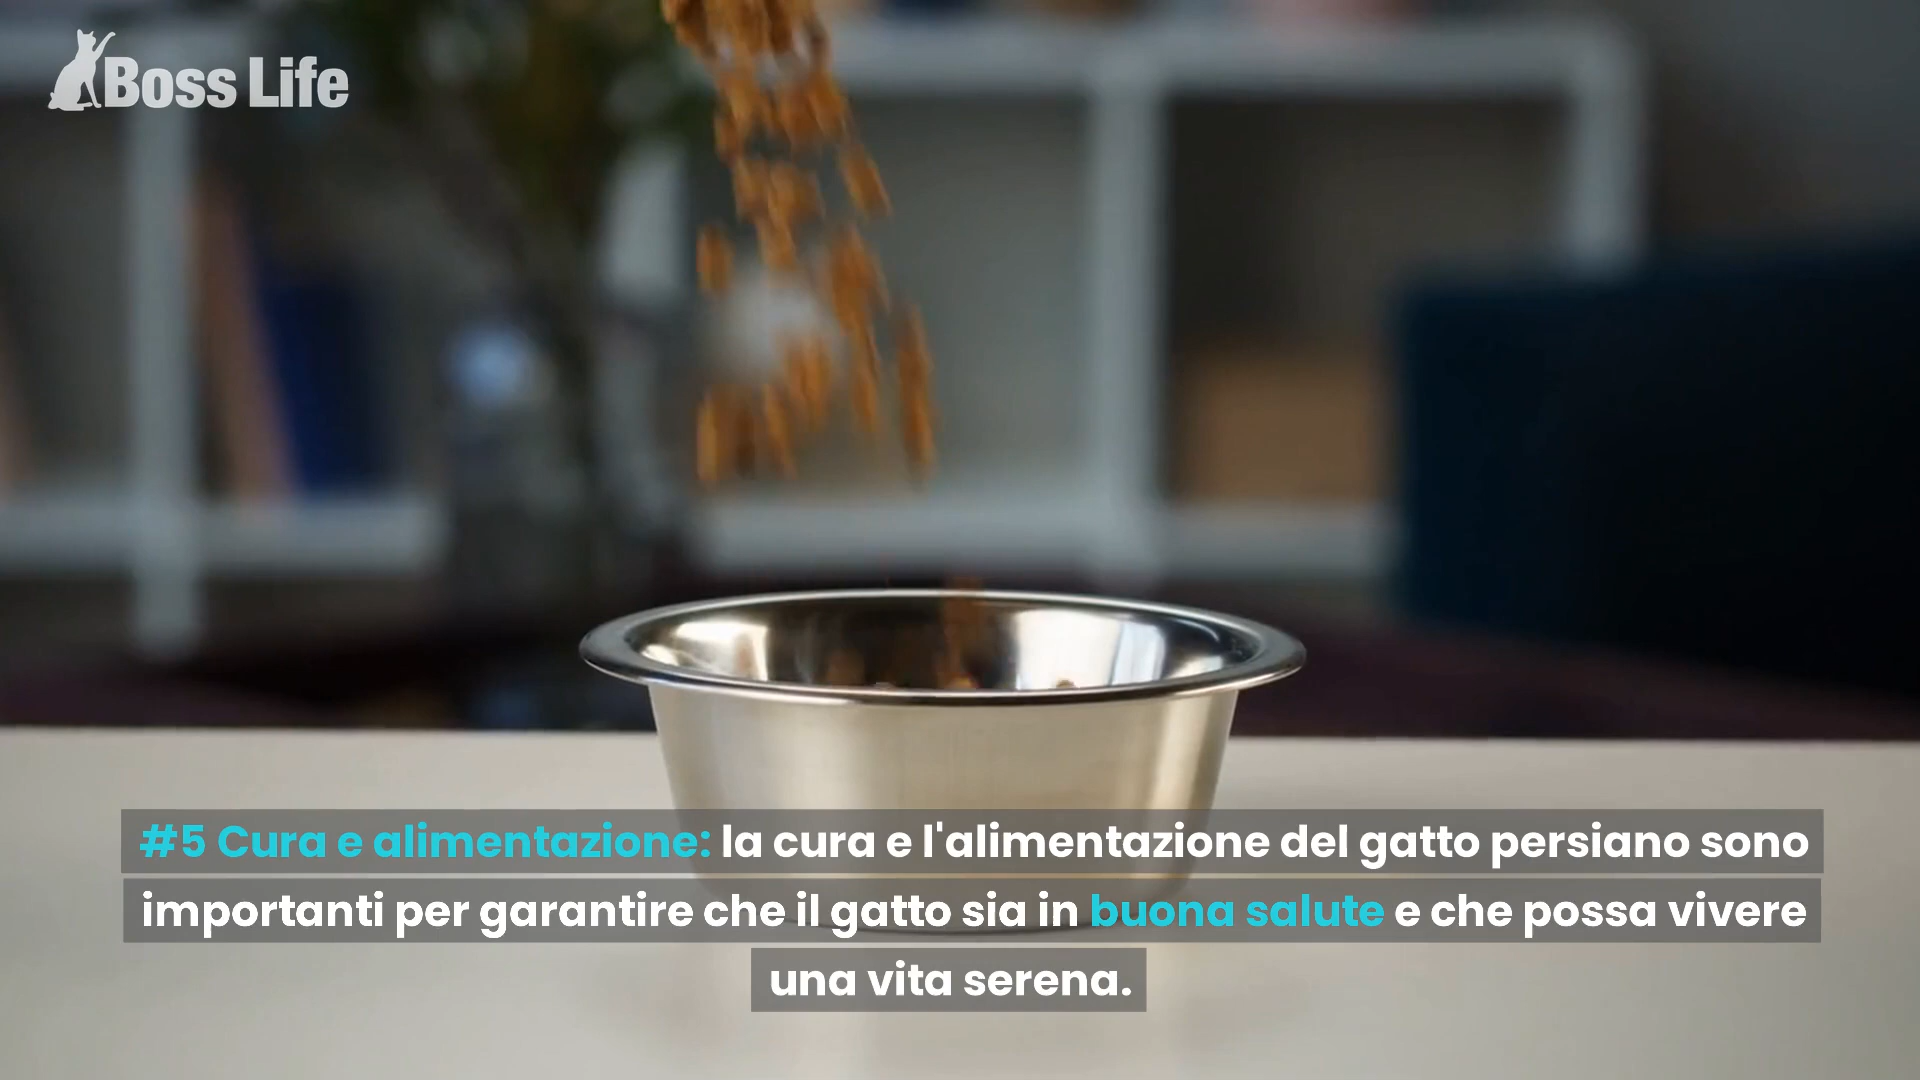 Boss Life
#5 Cura e alimentazione: la cura e l'alimentazione del gatto persiano sono
importanti per garantire che il gatto sia in buona salute e che possa vivere
una vita serena.